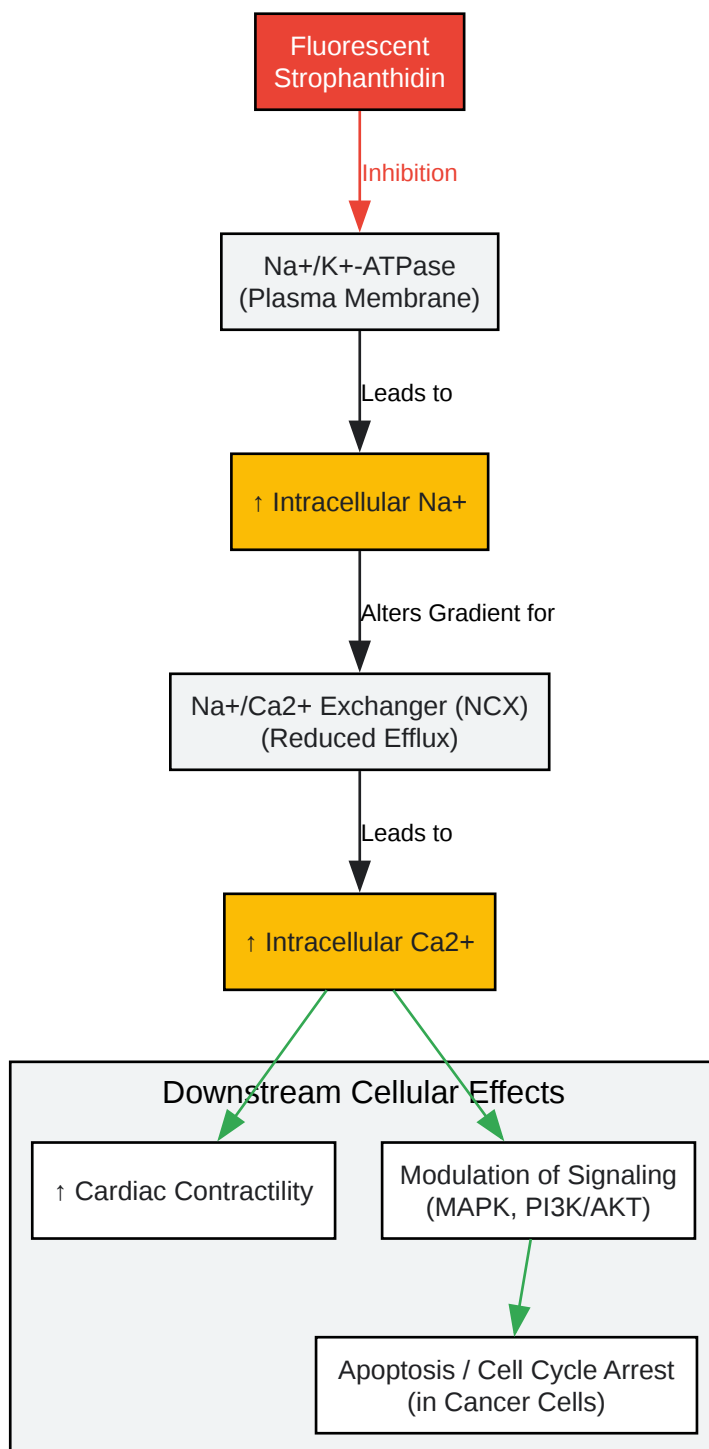 Fluorescent
Strophanthidin
Inhibition
Na+/K+-ATPase
(Plasma Membrane)
Leads to
↑ Intracellular Na+
Alters Gradient for
Na+/Ca2+ Exchanger (NCX)
(Reduced Efflux)
Leads to
↑ Intracellular Ca2+
Downstream Cellular Effects
↑ Cardiac Contractility
Modulation of Signaling
(MAPK, PI3K/AKT)
Apoptosis / Cell Cycle Arrest
(in Cancer Cells)